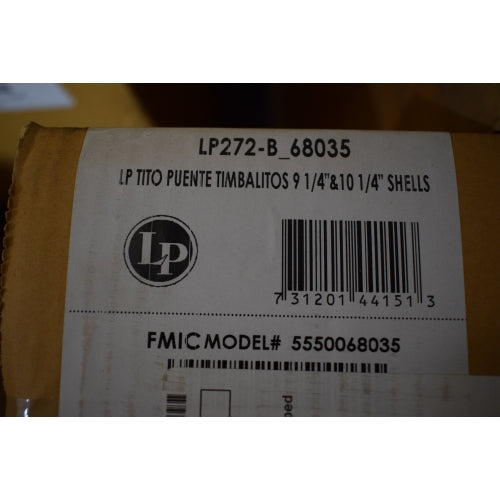 LP272-B_68035
LP TITO PUENTE TIMBALITOS 9 1/4"&10 1/4" SHELLS
LP
7 31201 44151 3
FMIC MODEL# 5550068035